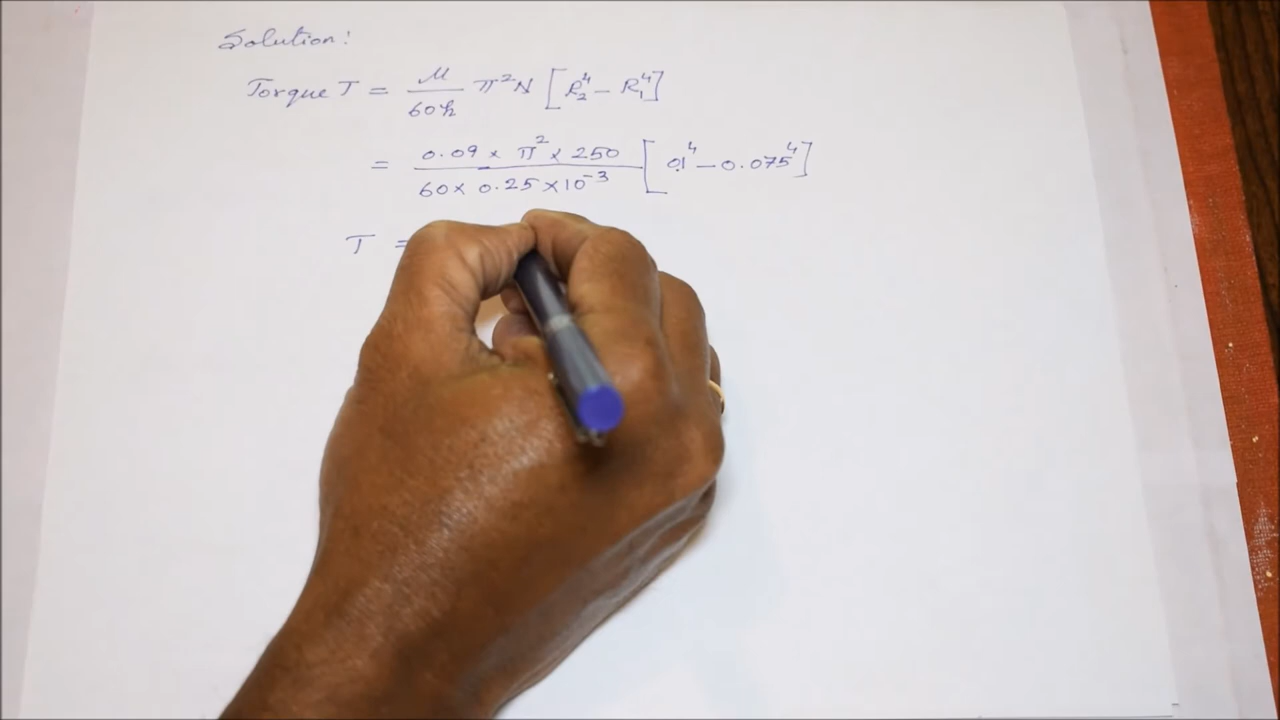 Solution:
Torque T = μ/60h π²N [R₂⁴ - R₁⁴]
= 0.09 × π² × 250 / 60 × 0.25 × 10⁻³ [0.1⁴ - 0.075⁴]
T =